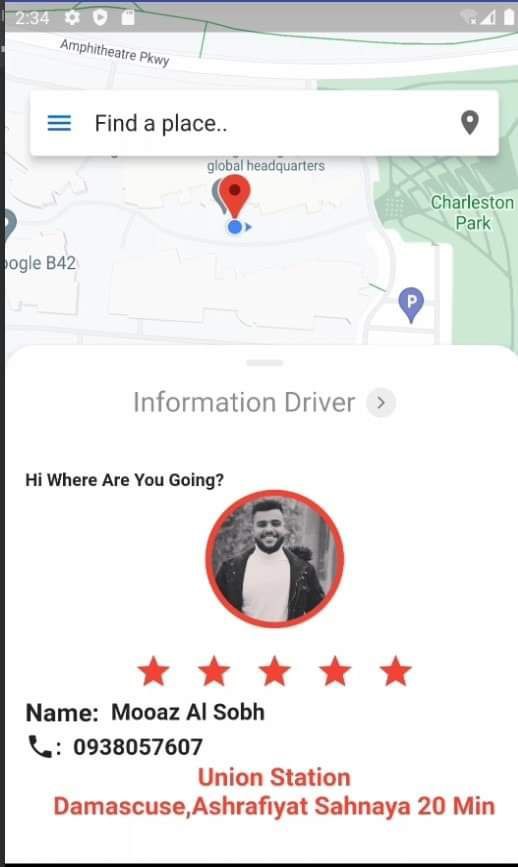 2:34
Amphitheatre Pkwy
Find a place..
global headquarters
Charleston
Park
oogle B42
P
Information Driver
Hi Where Are You Going?
Name: Mooaz Al Sobh
: 0938057607
Union Station
Damascuse,Ashrafiyat Sahnaya 20 Min